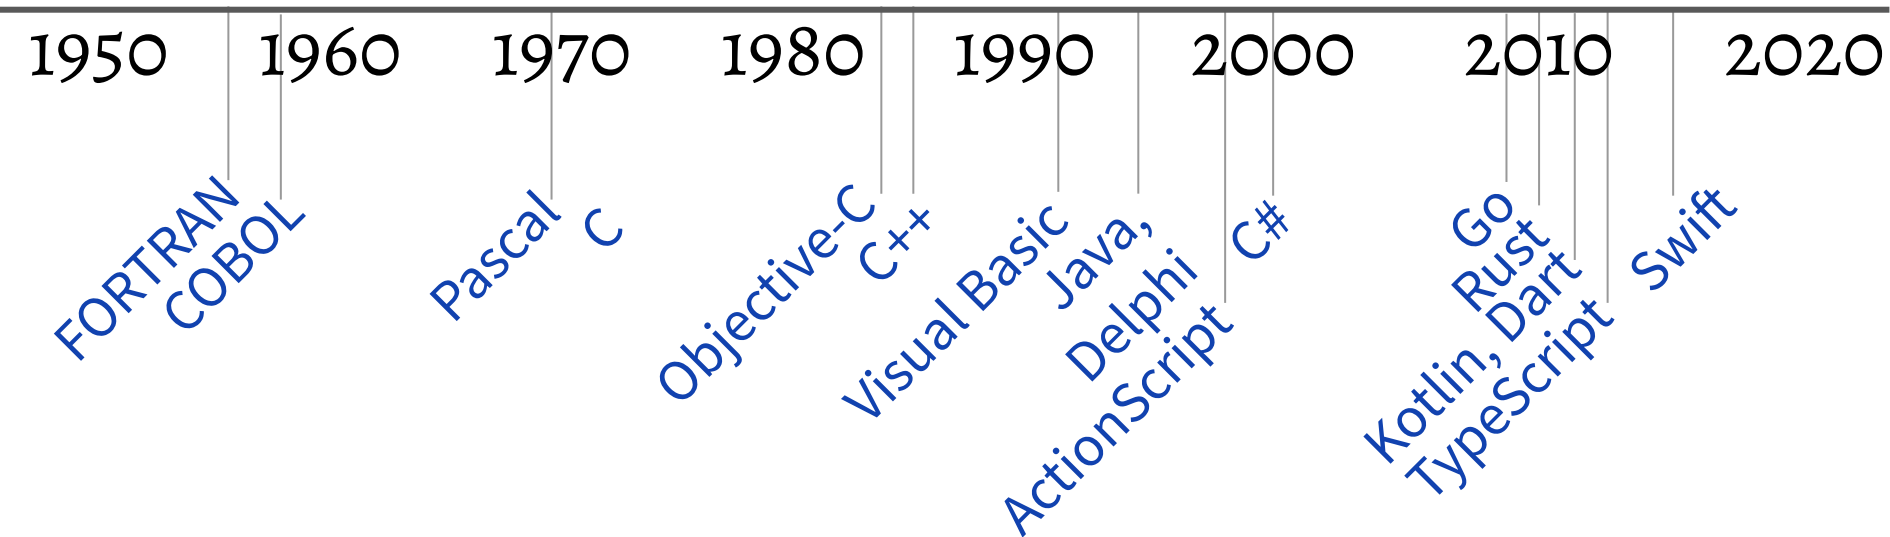 1950 1960 1970 1980 1990 2000 2010 2020
FORTRAN
COBOL
Pascal
C
Objective-C
C++
Visual Basic
Java,
Delphi
ActionScript
C#
Go
Rust
Kotlin, Dart
TypeScript
Swift